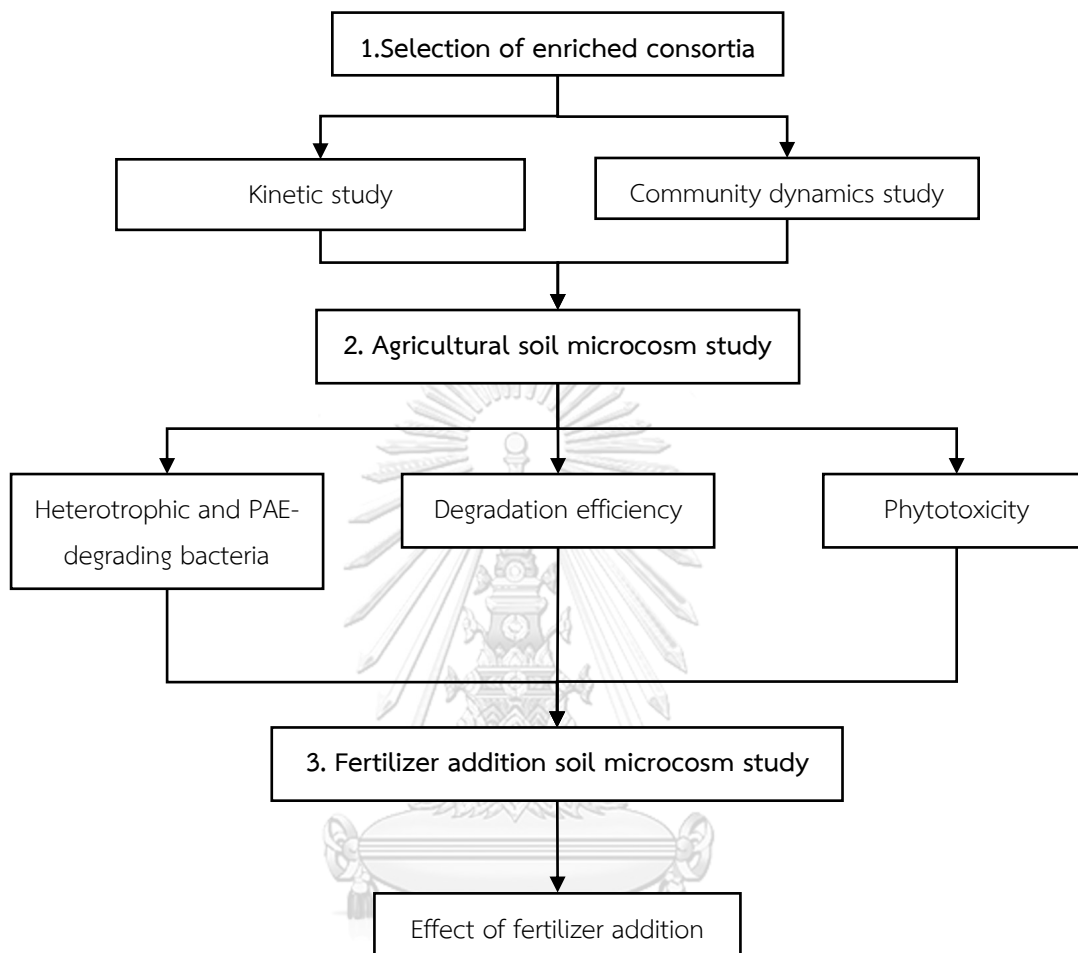 1.Selection of enriched consortia
Kinetic study
Community dynamics study
2. Agricultural soil microcosm study
Heterotrophic and PAE-
degrading bacteria
Degradation efficiency
Phytotoxicity
3. Fertilizer addition soil microcosm study
Effect of fertilizer addition